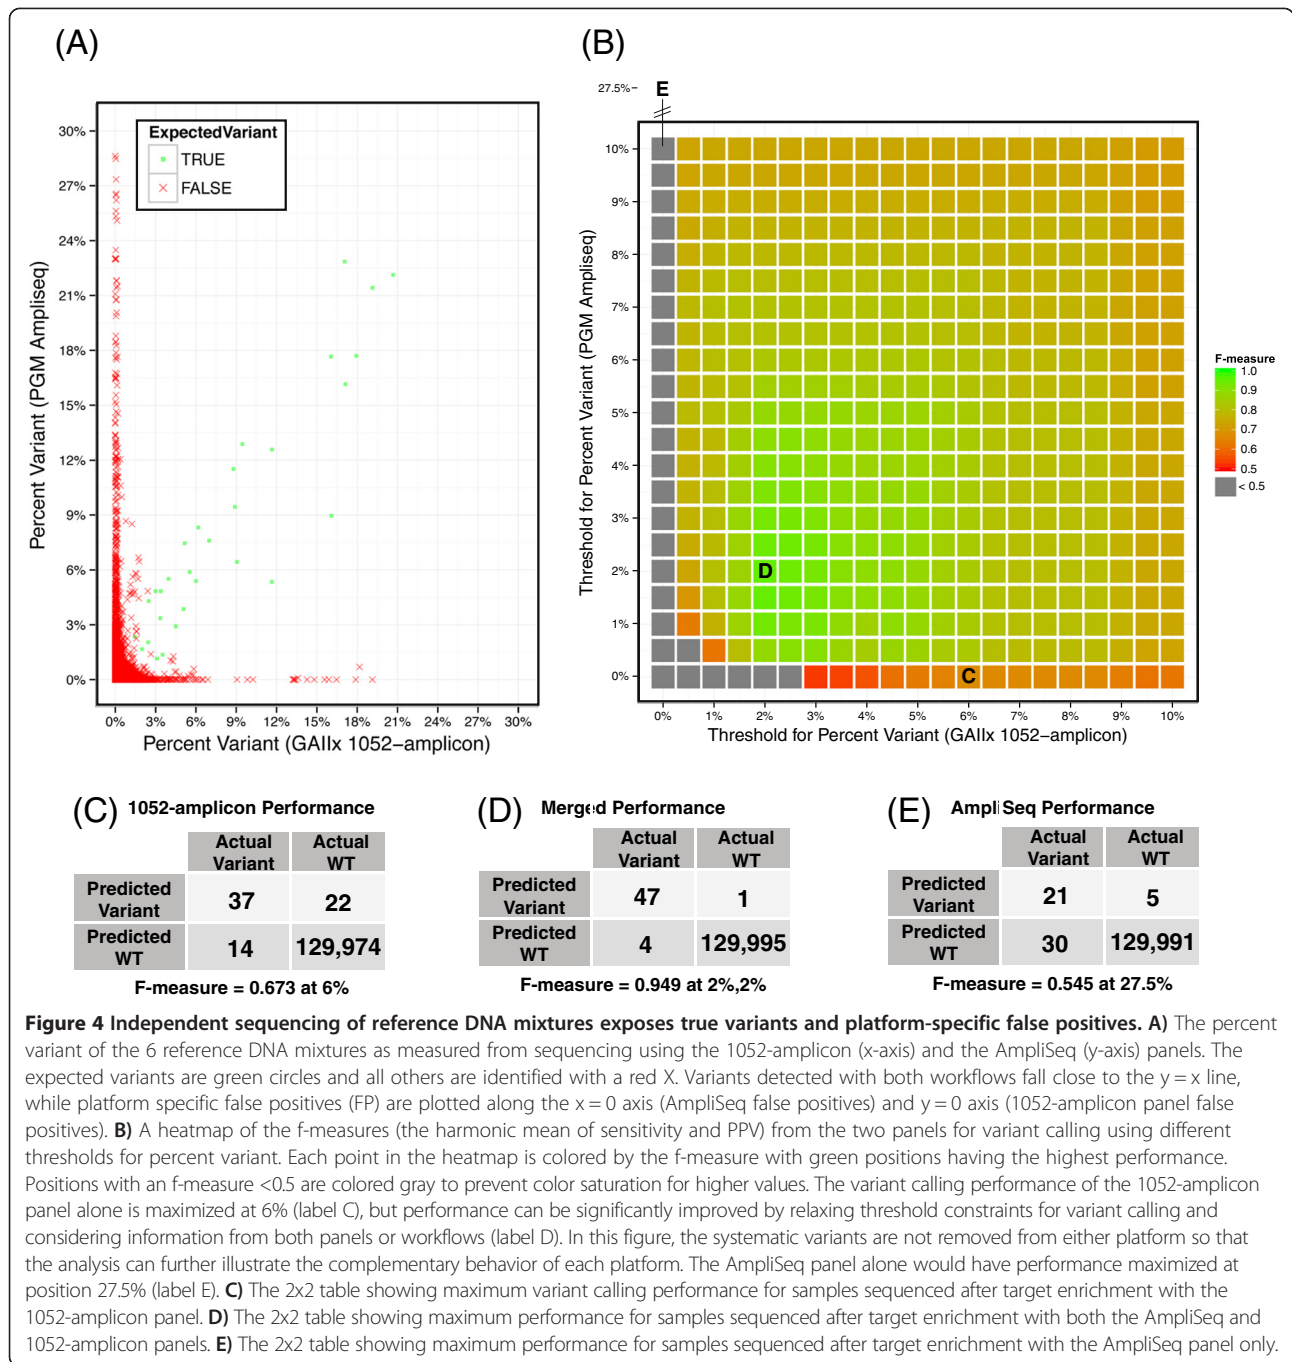 (A)
(B)
ExpectedVariant
TRUE
FALSE
30%
27%
24%
21%
18%
15%
12%
9%
6%
3%
0%
Percent Variant (PGM Ampliseq)
0% 3% 6% 9% 12% 15% 18% 21% 24% 27% 30%
Percent Variant (GAIIx 1052−amplicon)
27.5%
E
10%
9%
8%
7%
6%
5%
4%
3%
2%
1%
0%
D
C
Threshold for Percent Variant (PGM Ampliseq)
0% 1% 2% 3% 4% 5% 6% 7% 8% 9% 10%
Threshold for Percent Variant (GAIIx 1052−amplicon)
F-measure
1.0
0.9
0.8
0.7
0.6
0.5
< 0.5
(C) 1052-amplicon Performance
Actual Variant Actual WT
Predicted Variant 37 22
Predicted WT 14 129,974
F-measure = 0.673 at 6%
(D) Merged Performance
Actual Variant Actual WT
Predicted Variant 47 1
Predicted WT 4 129,995
F-measure = 0.949 at 2%,2%
(E) AmpliSeq Performance
Actual Variant Actual WT
Predicted Variant 21 5
Predicted WT 30 129,991
F-measure = 0.545 at 27.5%
Figure 4 Independent sequencing of reference DNA mixtures exposes true variants and platform-specific false positives. A) The percent
variant of the 6 reference DNA mixtures as measured from sequencing using the 1052-amplicon (x-axis) and the AmpliSeq (y-axis) panels. The
expected variants are green circles and all others are identified with a red X. Variants detected with both workflows fall close to the y = x line,
while platform specific false positives (FP) are plotted along the x = 0 axis (AmpliSeq false positives) and y = 0 axis (1052-amplicon panel false
positives). B) A heatmap of the f-measures (the harmonic mean of sensitivity and PPV) from the two panels for variant calling using different
thresholds for percent variant. Each point in the heatmap is colored by the f-measure with green positions having the highest performance.
Positions with an f-measure <0.5 are colored gray to prevent color saturation for higher values. The variant calling performance of the 1052-amplicon
panel alone is maximized at 6% (label C), but performance can be significantly improved by relaxing threshold constraints for variant calling and
considering information from both panels or workflows (label D). In this figure, the systematic variants are not removed from either platform so that
the analysis can further illustrate the complementary behavior of each platform. The AmpliSeq panel alone would have performance maximized at
position 27.5% (label E). C) The 2x2 table showing maximum variant calling performance for samples sequenced after target enrichment with the
1052-amplicon panel. D) The 2x2 table showing maximum performance for samples sequenced after target enrichment with both the AmpliSeq and
1052-amplicon panels. E) The 2x2 table showing maximum performance for samples sequenced after target enrichment with the AmpliSeq panel only.